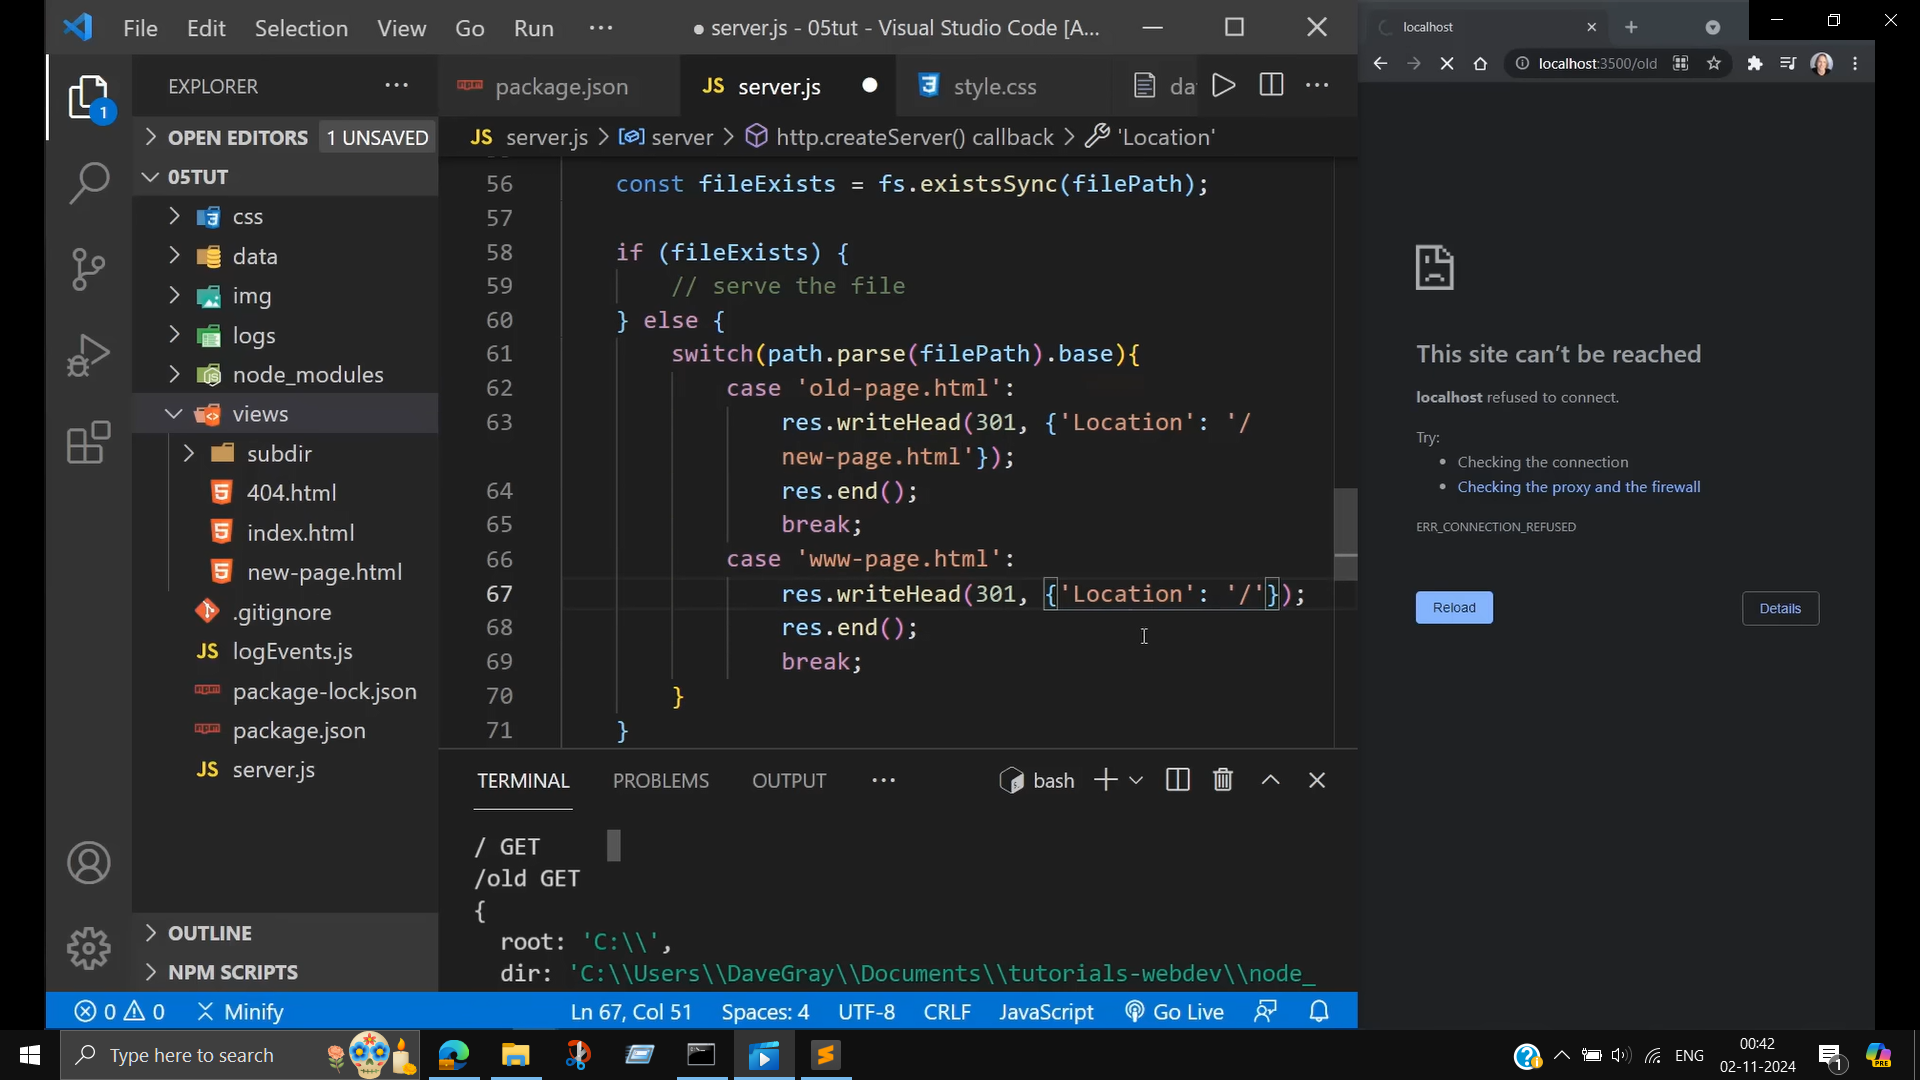 File Edit Selection View Go Run ··· ● server.js - 05tut - Visual Studio Code [A...
EXPLORER ···
1
OPEN EDITORS 1 UNSAVED
05TUT
css
data
img
logs
node_modules
views
subdir
404.html
index.html
new-page.html
.gitignore
JS logEvents.js
package-lock.json
package.json
JS server.js
OUTLINE
NPM SCRIPTS
package.json JS server.js style.css da
JS server.js > server > http.createServer() callback > 'Location'
56 const fileExists = fs.existsSync(filePath);
57
58 if (fileExists) {
59 // serve the file
60 } else {
61 switch(path.parse(filePath).base){
62 case 'old-page.html':
63 res.writeHead(301, {'Location': '/
new-page.html'});
64 res.end();
65 break;
66 case 'www-page.html':
67 res.writeHead(301, {'Location': '/'});
68 res.end();
69 break;
70 }
71 }
TERMINAL PROBLEMS OUTPUT ··· bash
/ GET
/old GET
{
root: 'C:\\',
dir: 'C:\\Users\\DaveGray\\Documents\\tutorials-webdev\\node_
0 0 Minify Ln 67, Col 51 Spaces: 4 UTF-8 CRLF JavaScript Go Live
localhost
localhost:3500/old
This site can't be reached
localhost refused to connect.
Try:
• Checking the connection
• Checking the proxy and the firewall
ERR_CONNECTION_REFUSED
Reload Details
Type here to search
ENG
00:42
02-11-2024
1
PRE